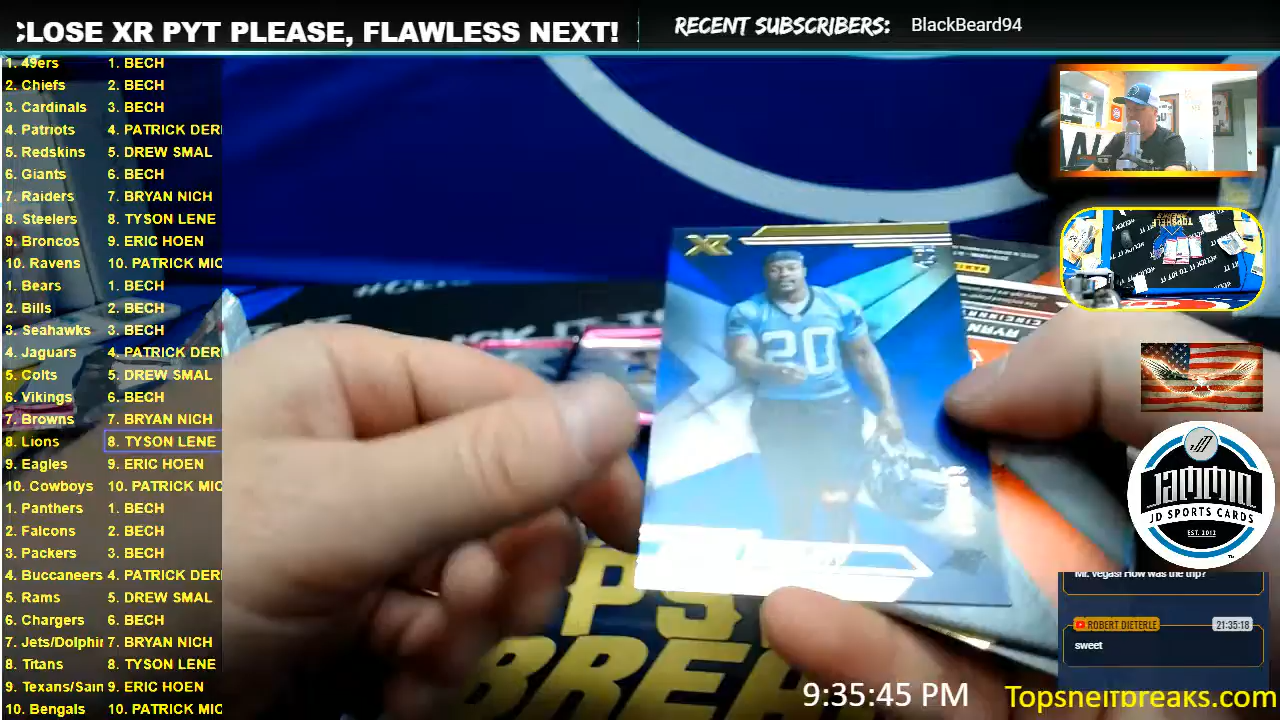 CLOSE XR PYT PLEASE, FLAWLESS NEXT!
RECENT SUBSCRIBERS: BlackBeard94
1. 49ers 1. BECH
2. Chiefs 2. BECH
3. Cardinals 3. BECH
4. Patriots 4. PATRICK DER
5. Redskins 5. DREW SMAL
6. Giants 6. BECH
7. Raiders 7. BRYAN NICH
8. Steelers 8. TYSON LENE
9. Broncos 9. ERIC HOEN
10. Ravens 10. PATRICK MIC
1. Bears 1. BECH
2. Bills 2. BECH
3. Seahawks 3. BECH
4. Jaguars 4. PATRICK DER
5. Colts 5. DREW SMAL
6. Vikings 6. BECH
7. Browns 7. BRYAN NICH
8. Lions 8. TYSON LENE
9. Eagles 9. ERIC HOEN
10. Cowboys 10. PATRICK MIC
1. Panthers 1. BECH
2. Falcons 2. BECH
3. Packers 3. BECH
4. Buccaneers 4. PATRICK DER
5. Rams 5. DREW SMAL
6. Chargers 6. BECH
7. Jets/Dolphin 7. BRYAN NICH
8. Titans 8. TYSON LENE
9. Texans/Sain 9. ERIC HOEN
10. Bengals 10. PATRICK MIC
XR
20
RYAN
PANINI
BREA
JAMMIN
JD SPORTS CARDS
EST. 2012
Mr. Vegas! How was the trip?
ROBERT DIETERLE 21:35:18
sweet
9:35:45 PM
Topshelfbreaks.com